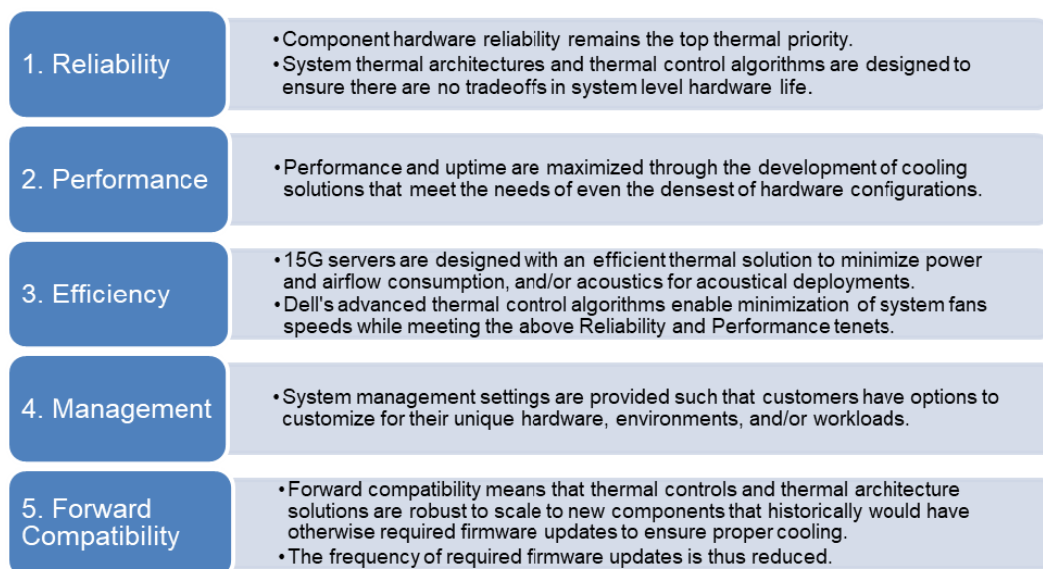 1. Reliability
•Component hardware reliability remains the top thermal priority.
•System thermal architectures and thermal control algorithms are designed to
ensure there are no tradeoffs in system level hardware life.
2. Performance
•Performance and uptime are maximized through the development of cooling
solutions that meet the needs of even the densest of hardware configurations.
3. Efficiency
•15G servers are designed with an efficient thermal solution to minimize power
and airflow consumption, and/or acoustics for acoustical deployments.
•Dell's advanced thermal control algorithms enable minimization of system fans
speeds while meeting the above Reliability and Performance tenets.
4. Management
•System management settings are provided such that customers have options to
customize for their unique hardware, environments, and/or workloads.
5. Forward
Compatibility
•Forward compatibility means that thermal controls and thermal architecture
solutions are robust to scale to new components that historically would have
otherwise required firmware updates to ensure proper cooling.
•The frequency of required firmware updates is thus reduced.